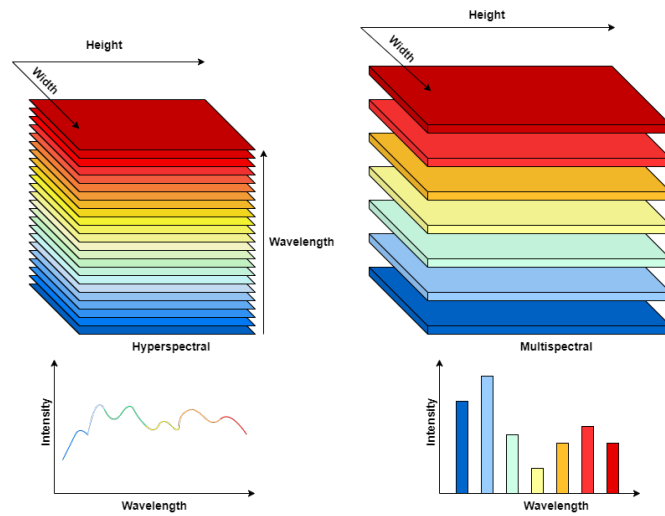 Height
Width
Wavelength
Hyperspectral
Height
Width
Multispectral
Intensity
Wavelength
Intensity
Wavelength